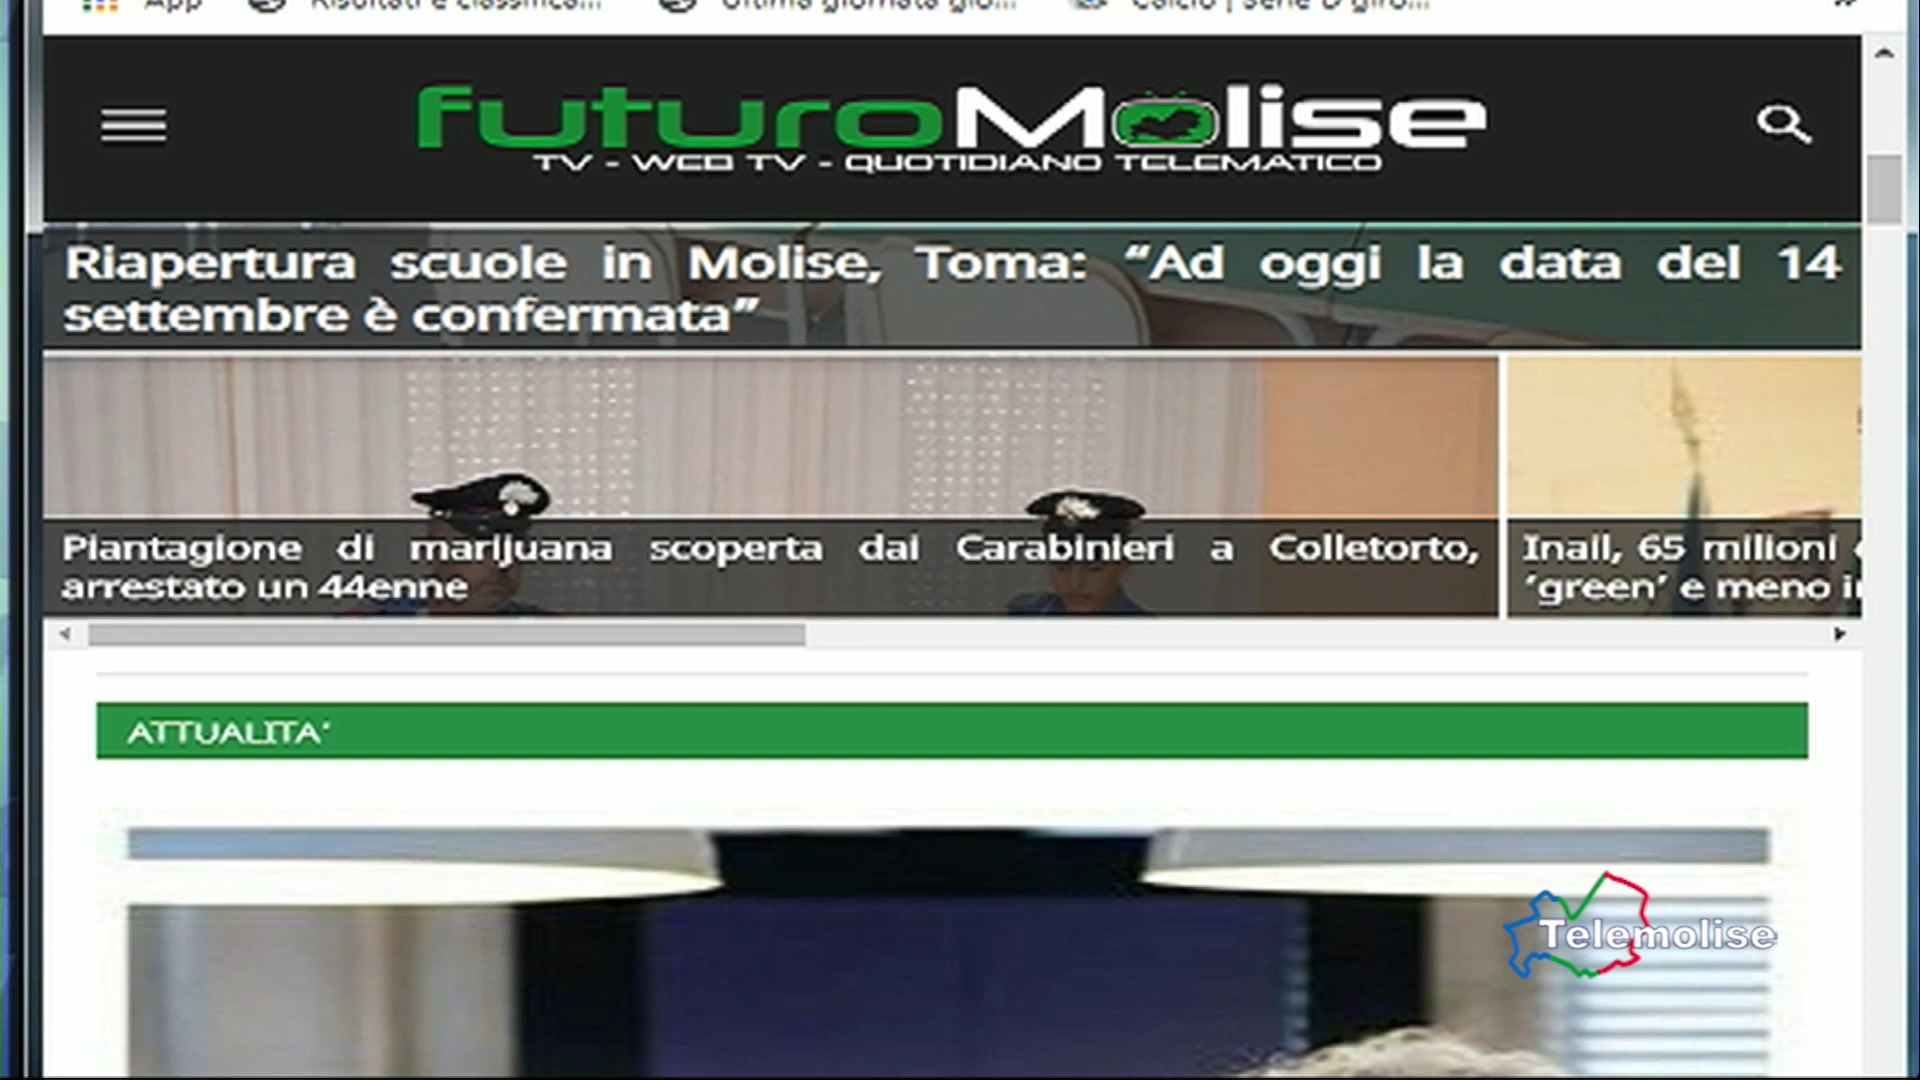 App Risultati e classifica... Ultima giornata gio... Calcio | Serie D giro... »
futuroMolise
TV - WEB TV - QUOTIDIANO TELEMATICO
Riapertura scuole in Molise, Toma: “Ad oggi la data del 14
settembre è confermata”
Piantagione di marijuana scoperta dai Carabinieri a Colletorto,
arrestato un 44enne
Inail, 65 milioni
‘green’ e meno
ATTUALITA'
Telemolise